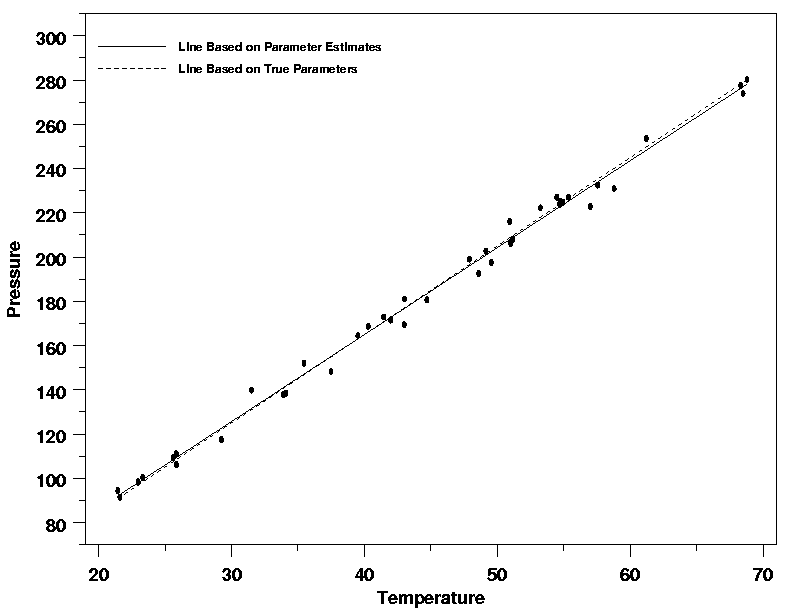 Line Based on Parameter Estimates
Line Based on True Parameters
300
280
260
240
220
200
180
160
140
120
100
80
Pressure
20 30 40 50 60 70
Temperature